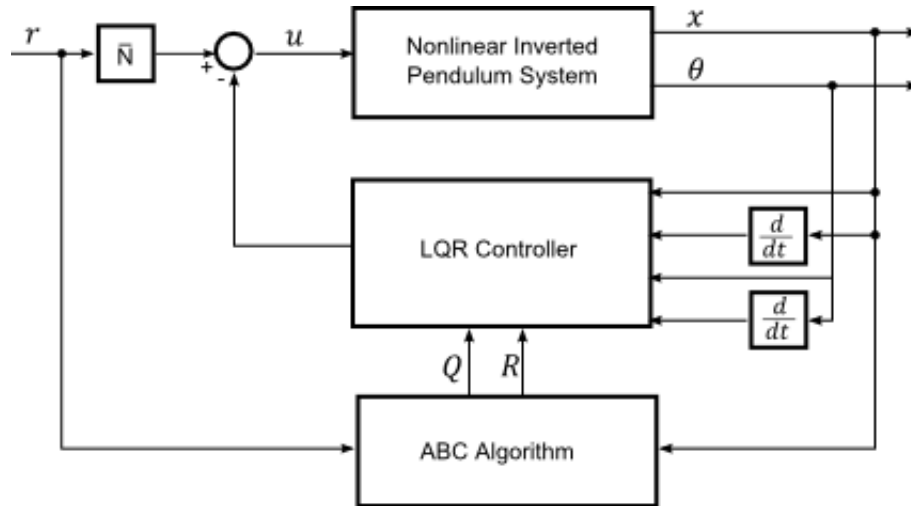 r
N̄
+
-
u
Nonlinear Inverted
Pendulum System
x
θ
LQR Controller
d
dt
d
dt
Q
R
ABC Algorithm